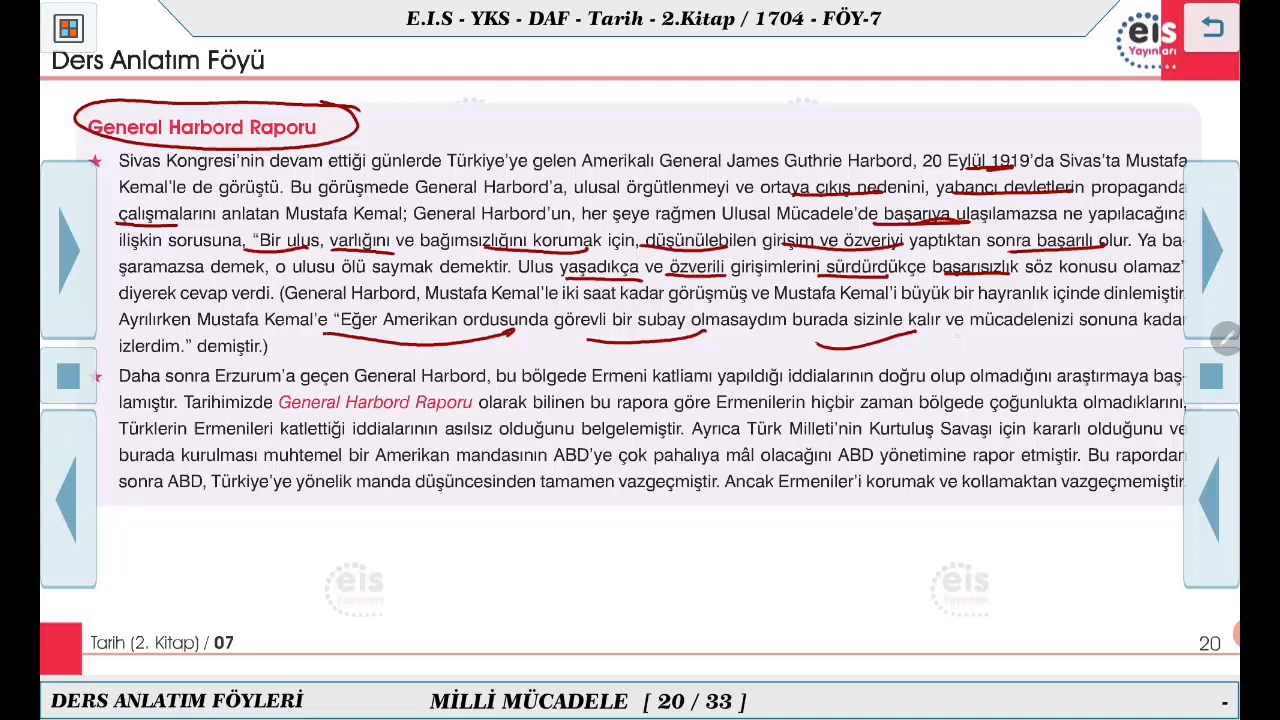 E.I.S - YKS - DAF - Tarih - 2.Kitap / 1704 - FÖY-7
eis
Yayınları
Ders Anlatım Föyü
General Harbord Raporu
Sivas Kongresi’nin devam ettiği günlerde Türkiye’ye gelen Amerikalı General James Guthrie Harbord, 20 Eylül 1919’da Sivas’ta Mustafa
Kemal’le de görüştü. Bu görüşmede General Harbord’a, ulusal örgütlenmeyi ve ortaya çıkış nedenini, yabancı devletlerin propaganda
çalışmalarını anlatan Mustafa Kemal; General Harbord’un, her şeye rağmen Ulusal Mücadele’de başarıya ulaşılamazsa ne yapılacağına
ilişkin sorusuna, “Bir ulus, varlığını ve bağımsızlığını korumak için, düşünülebilen girişim ve özveriyi yaptıktan sonra başarılı olur. Ya ba-
şaramazsa demek, o ulusu ölü saymak demektir. Ulus yaşadıkça ve özverili girişimlerini sürdürdükçe başarısızlık söz konusu olamaz”
diyerek cevap verdi. (General Harbord, Mustafa Kemal’le iki saat kadar görüşmüş ve Mustafa Kemal’i büyük bir hayranlık içinde dinlemiştir.
Ayrılırken Mustafa Kemal’e “Eğer Amerikan ordusunda görevli bir subay olmasaydım burada sizinle kalır ve mücadelenizi sonuna kadar
izlerdim.” demiştir.)
Daha sonra Erzurum’a geçen General Harbord, bu bölgede Ermeni katliamı yapıldığı iddialarının doğru olup olmadığını araştırmaya baş-
lamıştır. Tarihimizde General Harbord Raporu olarak bilinen bu rapora göre Ermenilerin hiçbir zaman bölgede çoğunlukta olmadıklarını,
Türklerin Ermenileri katlettiği iddialarının asılsız olduğunu belgelemiştir. Ayrıca Türk Milleti’nin Kurtuluş Savaşı için kararlı olduğunu ve
burada kurulması muhtemel bir Amerikan mandasının ABD’ye çok pahalıya mâl olacağını ABD yönetimine rapor etmiştir. Bu rapordan
sonra ABD, Türkiye’ye yönelik manda düşüncesinden tamamen vazgeçmiştir. Ancak Ermeniler’i korumak ve kollamaktan vazgeçmemiştir.
eis
Yayınları
eis
Yayınları
Tarih (2. Kitap) / 07
20
DERS ANLATIM FÖYLERİ
MİLLİ MÜCADELE [ 20 / 33 ]
-